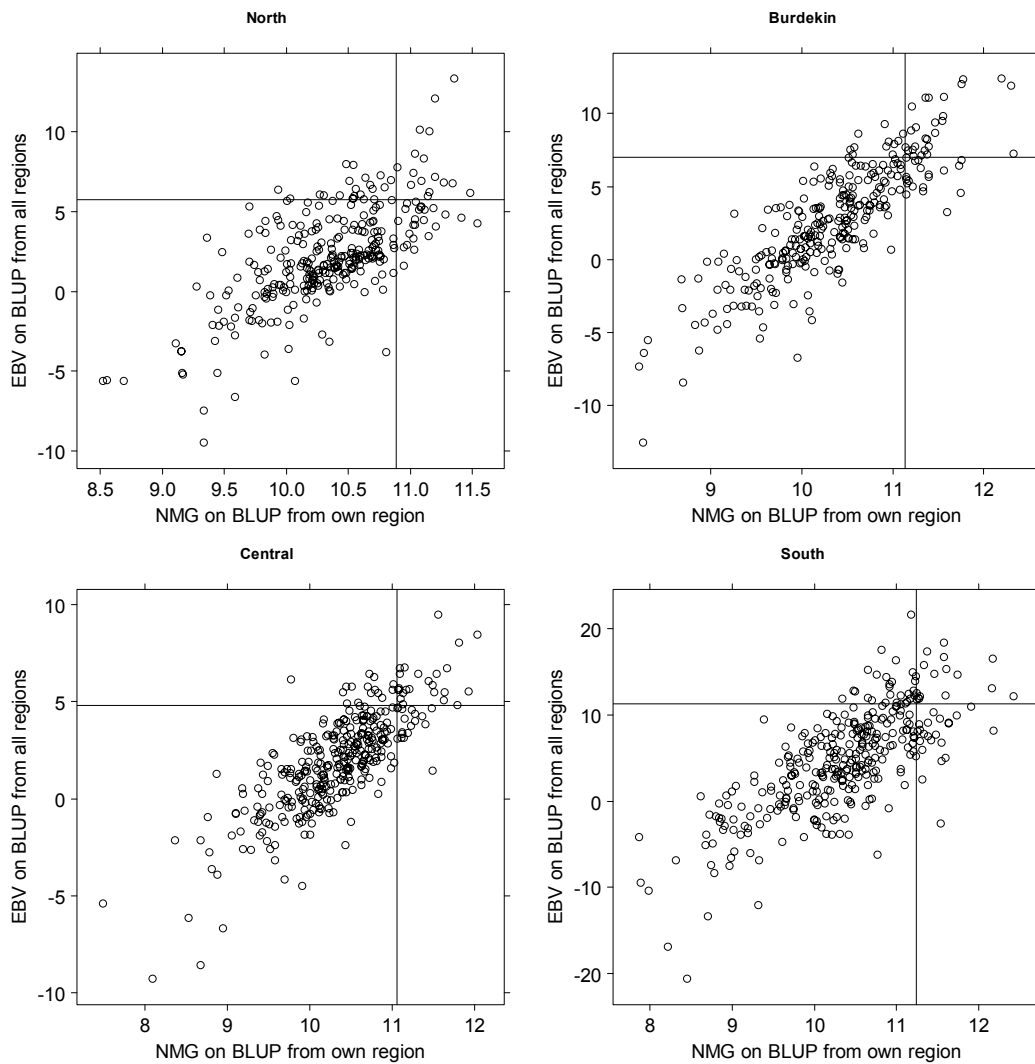 North
EBV on BLUP from all regions
10
5
0
-5
-10
8.5 9.0 9.5 10.0 10.5 11.0 11.5
NMG on BLUP from own region
Burdekin
EBV on BLUP from all regions
10
5
0
-5
-10
9 10 11 12
NMG on BLUP from own region
Central
EBV on BLUP from all regions
10
5
0
-5
-10
8 9 10 11 12
NMG on BLUP from own region
South
EBV on BLUP from all regions
20
10
0
-10
-20
8 9 10 11 12
NMG on BLUP from own region